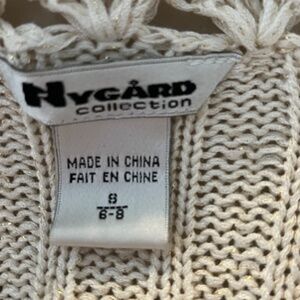 NYGÅRD
collection
MADE IN CHINA
FAIT EN CHINE
8
6-8